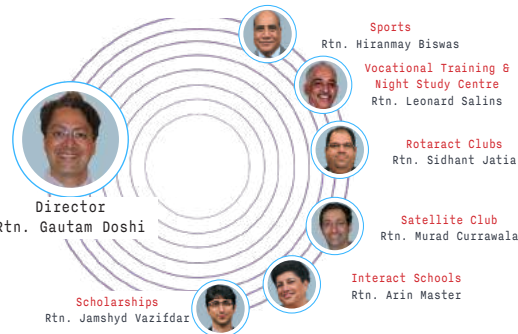 Sports
Rtn. Hiranmay Biswas
Vocational Training &
Night Study Centre
Rtn. Leonard Salins
Rotaract Clubs
Rtn. Sidhant Jatia
Director
Rtn. Gautam Doshi
Satellite Club
Rtn. Murad Currawala
Interact Schools
Rtn. Arin Master
Scholarships
Rtn. Jamshyd Vazifdar